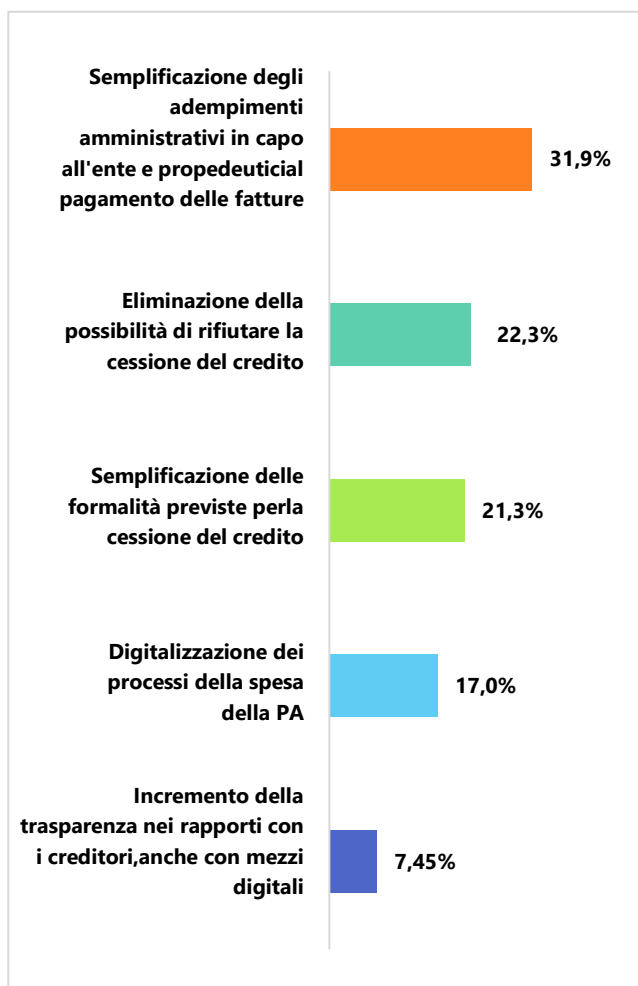 Semplificazione degli
adempimenti
amministrativi in capo
all'ente e propedeuticial
pagamento delle fatture
31,9%
Eliminazione della
possibilità di rifiutare la
cessione del credito
22,3%
Semplificazione delle
formalità previste perla
cessione del credito
21,3%
Digitalizzazione dei
processi della spesa
della PA
17,0%
Incremento della
trasparenza nei rapporti con
i creditori,anche con mezzi
digitali
7,45%